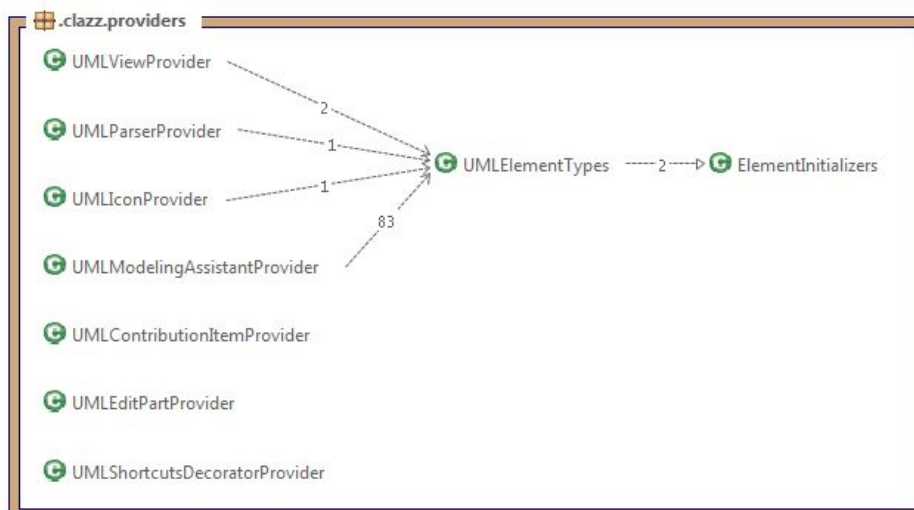 .clazz.providers
UMLViewProvider
2
UMLParserProvider
1
UMLElementTypes 2 ElementInitializers
UMLIconProvider
1
83
UMLModelingAssistantProvider
UMLContributionItemProvider
UMLEditPartProvider
UMLShortcutsDecoratorProvider